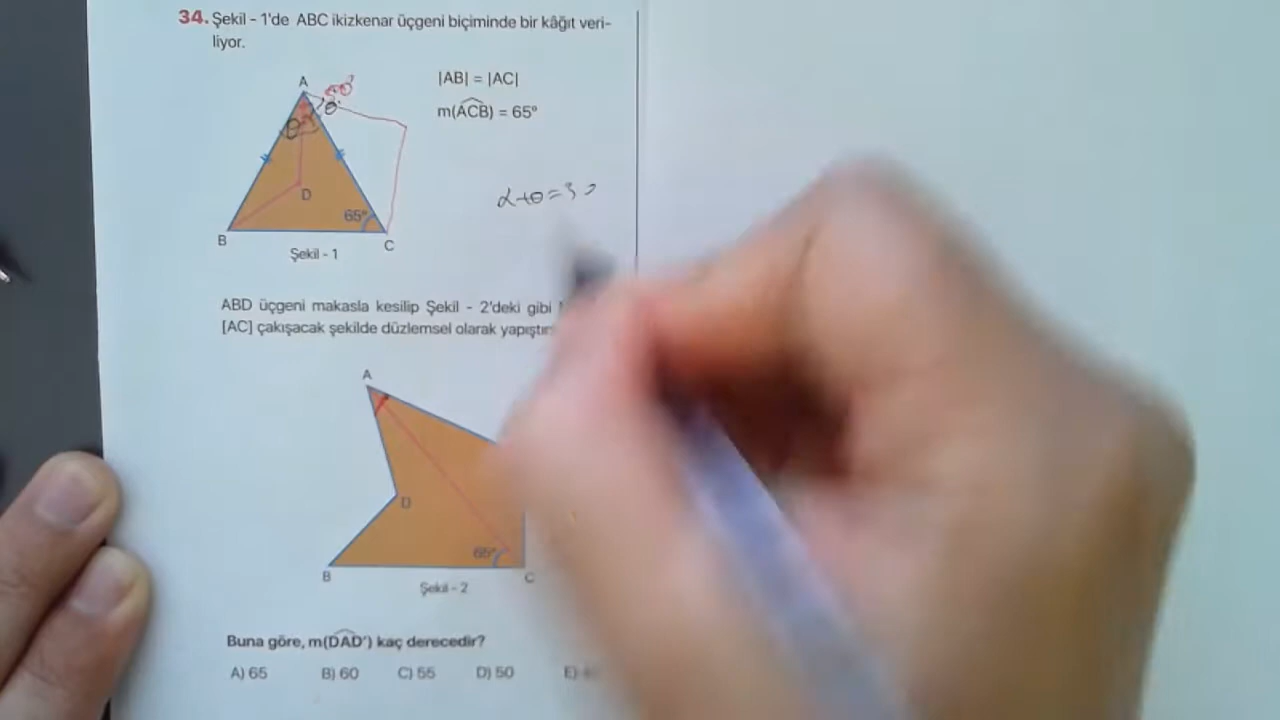 34. Şekil - 1'de ABC ikizkenar üçgeni biçiminde bir kâğıt veri-
liyor.
A
θ
θ
|AB| = |AC|
m(ACB) = 65°
D
65°
α+θ=5
B
C
Şekil - 1
ABD üçgeni makasla kesilip Şekil - 2'deki gibi
[AC] çakışacak şekilde düzlemsel olarak yapıştır
A
D
65°
B
C
Şekil - 2
Buna göre, m(DAD') kaç derecedir?
A) 65 B) 60 C) 55 D) 50 E)